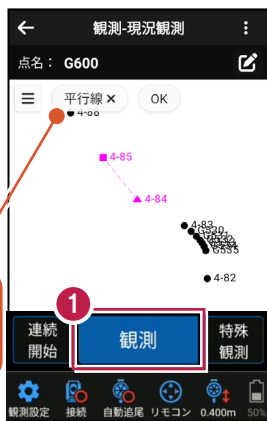 観測-現況観測
点名： G600
平行線 ×
OK
4-88
4-85
4-84
4-83
G535
4-82
1
連続
開始
観測
特殊
観測
観測設定
接続
自動追尾
リモコン
0.400m
50%